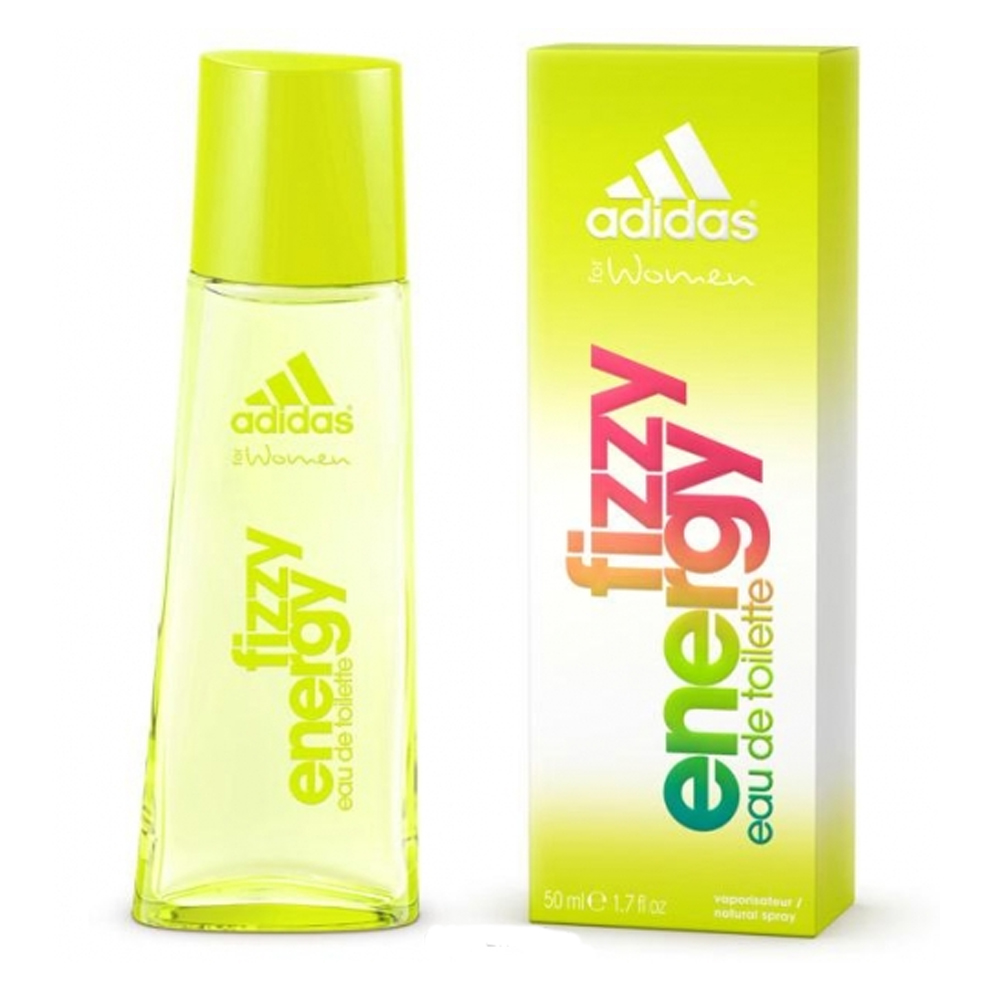 adidas
for Women
fizzy
energy
eau de toilette
adidas®
for Women
fizzy
energy
eau de toilette
50 ml ℮ 1.7 fl oz
vaporisateur /
natural spray